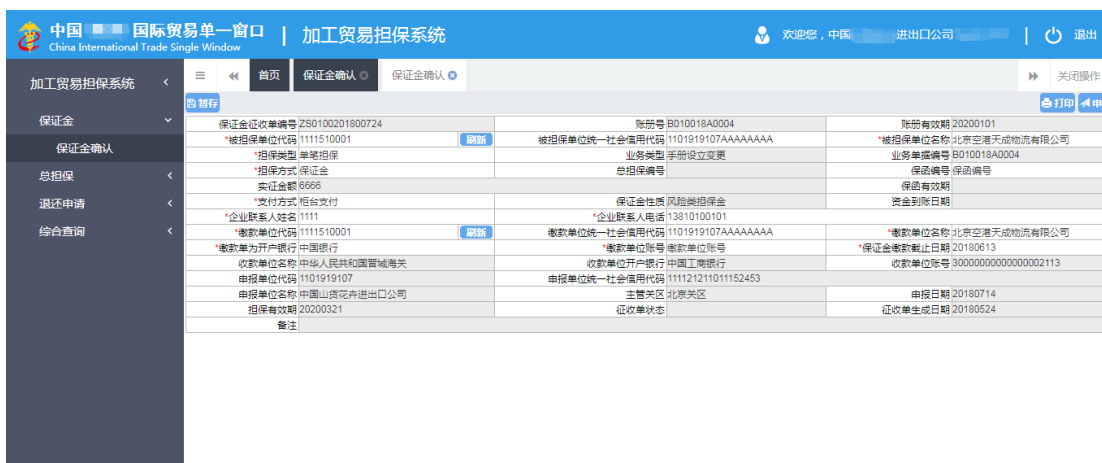 中国 国际贸易单一窗口 | 加工贸易担保系统 欢迎您，中国 进出口公司 | 退出
China International Trade Single Window
加工贸易担保系统 首页 保证金确认 保证金确认 关闭操作
暂存 打印 申
保证金
保证金确认
总担保
退还申请
综合查询
保证金征收单编号 ZS0100201800724 账册号 B010018A0004 账册有效期 20200101
*被担保单位代码 1111510001 刷新 被担保单位统一社会信用代码 1101919107AAAAAAAA *被担保单位名称 北京空港天成物流有限公司
*担保类型 单笔担保 业务类型 手册设立变更 业务单据编号 B010018A0004
*担保方式 保证金 总担保编号 保函编号 保函编号
实征金额 6666 保函有效期
*支付方式 柜台支付 保证金性质 风险类担保金 资金到账日期
*企业联系人姓名 1111 *企业联系人电话 13810100101
*缴款单位代码 1111510001 刷新 缴款单位统一社会信用代码 1101919107AAAAAAAA *缴款单位名称 北京空港天成物流有限公司
*缴款单为开户银行 中国银行 *缴款单位账号 缴款单位账号 *保证金缴款截止日期 20180613
收款单位名称 中华人民共和国晋城海关 收款单位开户银行 中国工商银行 收款单位账号 30000000000000002113
申报单位代码 1101919107 申报单位统一社会信用代码 111121211011152453
申报单位名称 中国山货花卉进出口公司 主管关区 北京关区 申报日期 20180714
担保有效期 20200321 征收单状态 征收单生成日期 20180524
备注